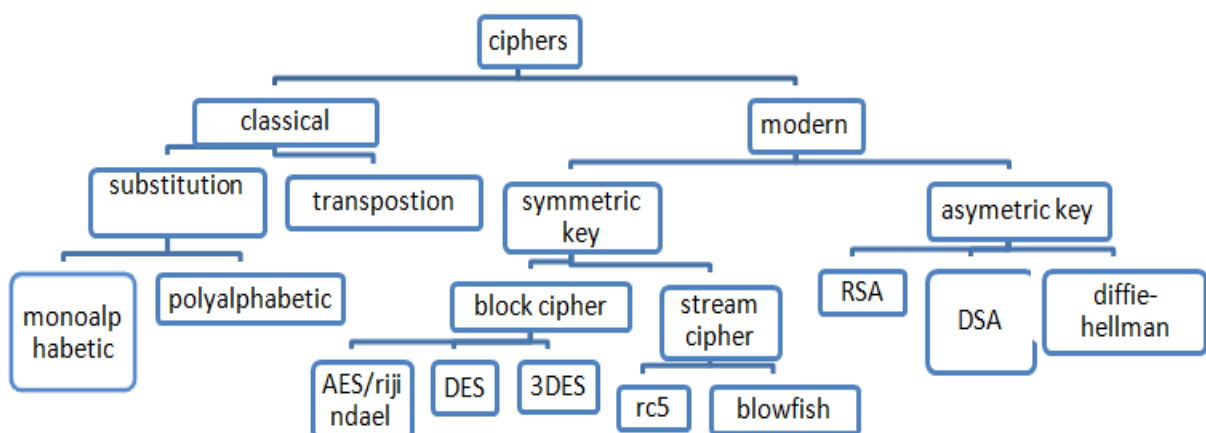 ciphers
classical
modern
substitution
transpostion
symmetric
key
asymetric key
monoalp
habetic
polyalphabetic
block cipher
stream
cipher
RSA
DSA
diffie-
hellman
AES/riji
ndael
DES
3DES
rc5
blowfish